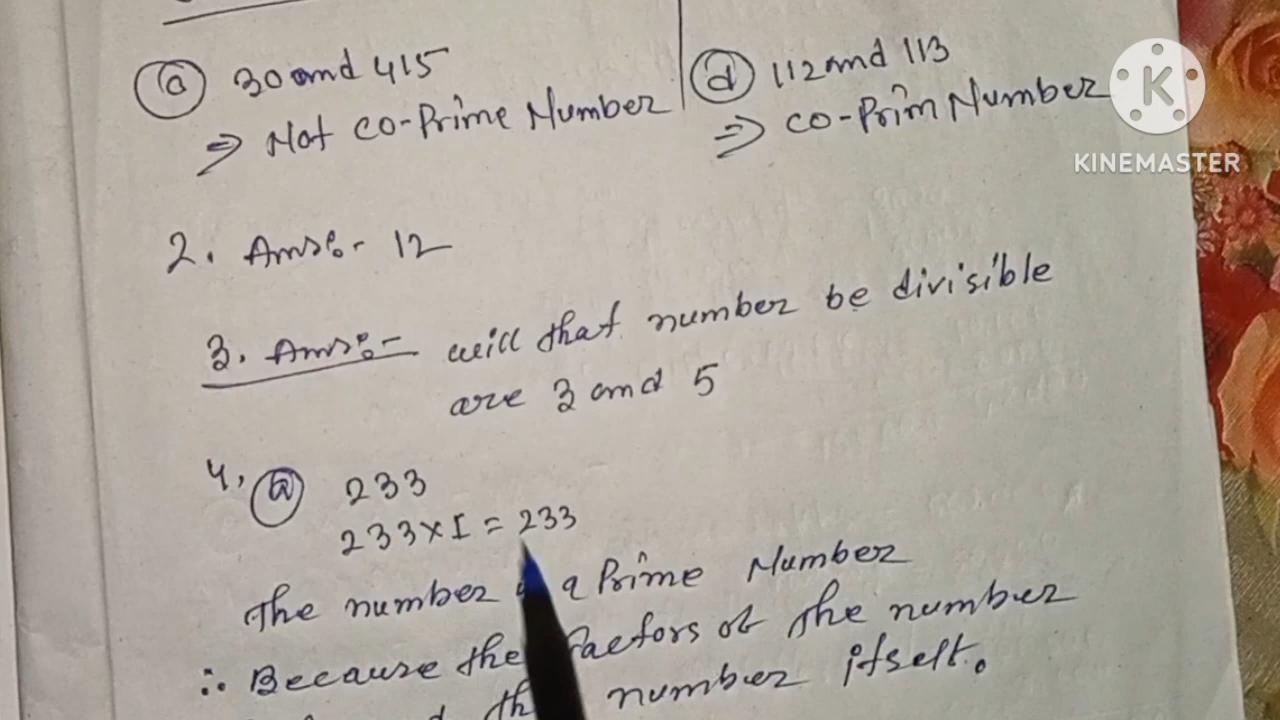 (a) 30 and 415
⇒ Not Co-Prime Number
(d) 112 and 113
⇒ CO-Prim Number
KINEMASTER
2. Ans:- 12
3. Ans:- will that number be divisible
are 3 and 5
4. (a) 233
233 × I = 233
The number a Prime Number
∴ Because the factors of the number
number itself.